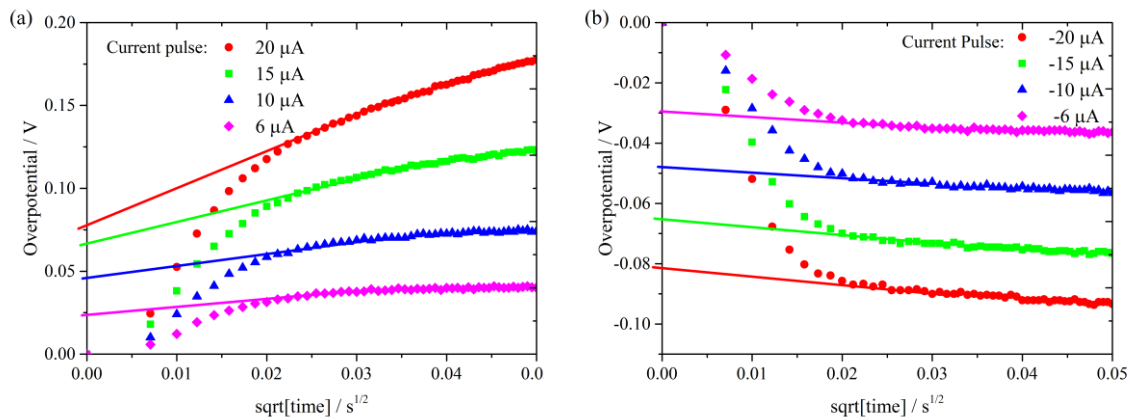 (a)
0.20
0.15
0.10
0.05
0.00
Overpotential / V
Current pulse:
20 µA
15 µA
10 µA
6 µA
0.00 0.01 0.02 0.03 0.04 0.0
sqrt[time] / s1/2
(b)
-0.00
-0.02
-0.04
-0.06
-0.08
-0.10
Overpotential / V
Current Pulse:
-20 µA
-15 µA
-10 µA
-6 µA
0.00 0.01 0.02 0.03 0.04 0.05
sqrt[time] / s1/2